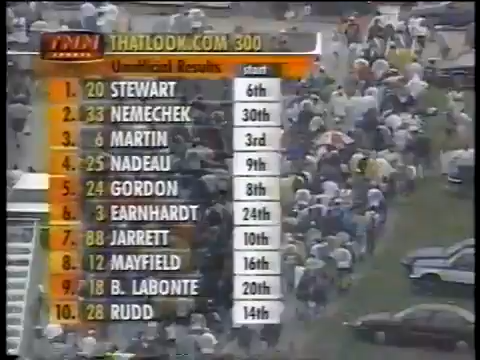 TNN THATLOOK.COM 300
SPORTS
Unofficial Results start
1. 20 STEWART 6th
2. 33 NEMECHEK 30th
3. 6 MARTIN 3rd
4. 25 NADEAU 9th
5. 24 GORDON 8th
6. 3 EARNHARDT 24th
7. 88 JARRETT 10th
8. 12 MAYFIELD 16th
9. 18 B. LABONTE 20th
10. 28 RUDD 14th